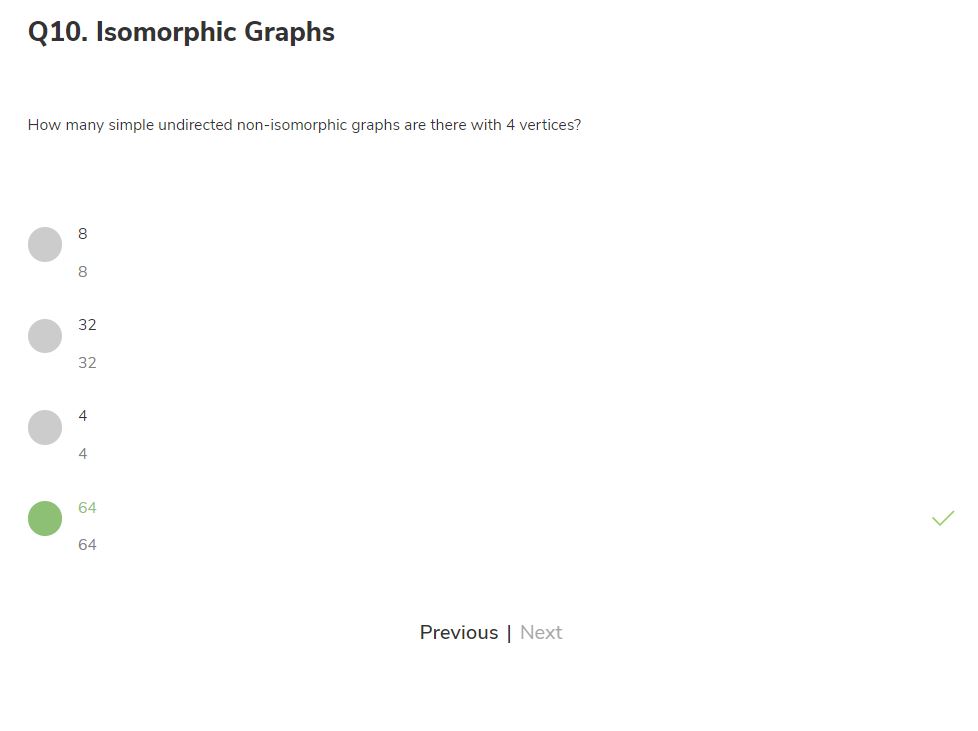 Q10. Isomorphic Graphs
How many simple undirected non-isomorphic graphs are there with 4 vertices?
8
8
32
32
4
4
64
64
Previous | Next